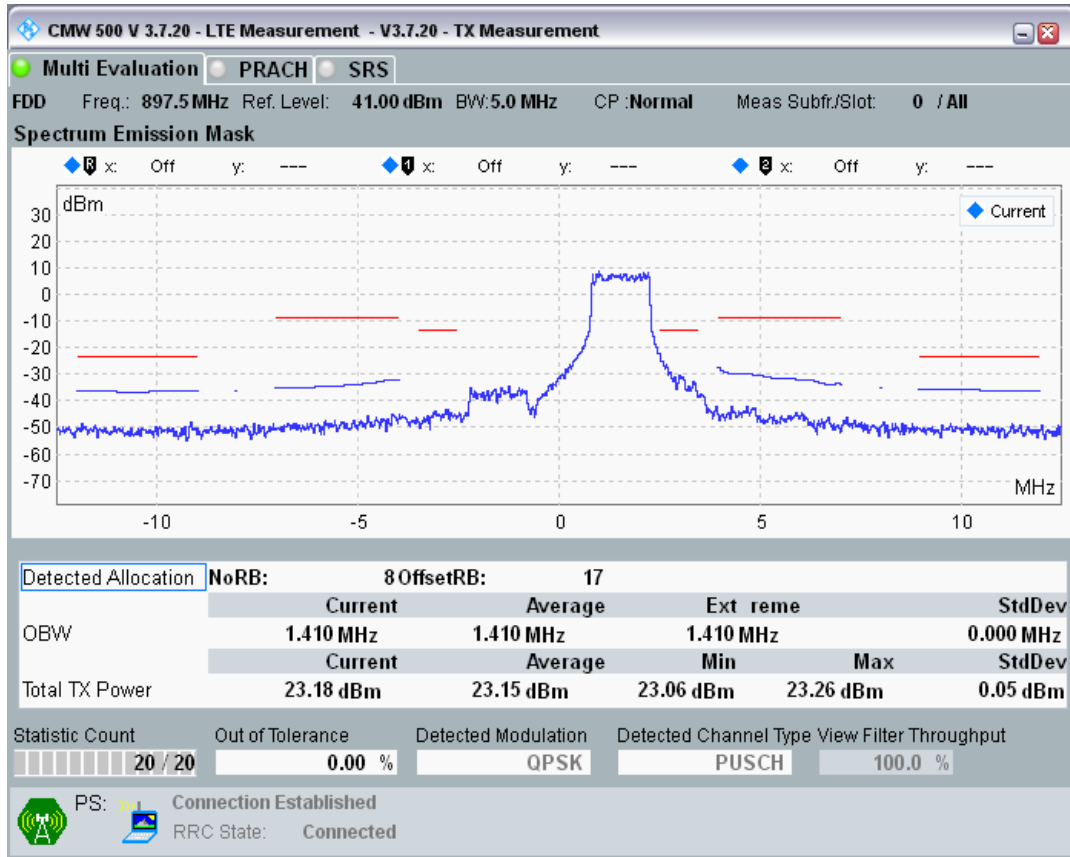 CMW 500 V 3.7.20 - LTE Measurement - V3.7.20 - TX Measurement
Multi Evaluation PRACH SRS
FDD Freq.: 897.5 MHz Ref. Level: 41.00 dBm BW:5.0 MHz CP :Normal Meas Subfr./Slot: 0 / All
Spectrum Emission Mask
R x: Off y: --- 1 x: Off y: --- 2 x: Off y: ---
dBm
Current
30
20
10
0
-10
-20
-30
-40
-50
-60
-70
MHz
-10 -5 0 5 10
Detected Allocation NoRB: 8 OffsetRB: 17
Current Average Ext reme StdDev
OBW 1.410 MHz 1.410 MHz 1.410 MHz 0.000 MHz
Current Average Min Max StdDev
Total TX Power 23.18 dBm 23.15 dBm 23.06 dBm 23.26 dBm 0.05 dBm
Statistic Count Out of Tolerance Detected Modulation Detected Channel Type View Filter Throughput
20 / 20 0.00 % QPSK PUSCH 100.0 %
PS: Connection Established
RRC State: Connected